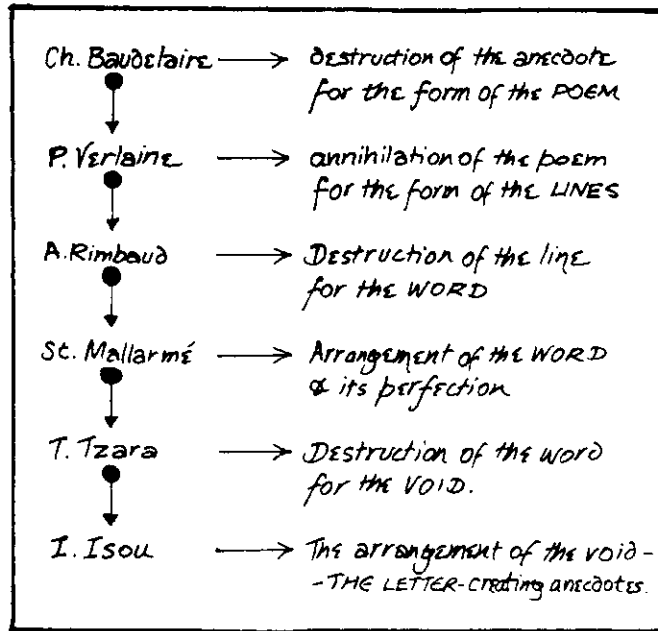 Ch. Baudelaire → destruction of the anecdote
for the form of the POEM
P. Verlaine → annihilation of the poem
for the form of the LINES
A. Rimbaud → Destruction of the line
for the WORD
St. Mallarmé → Arrangement of the WORD
& its perfection
T. Tzara → Destruction of the word
for the VOID.
I. Isou → The arrangement of the void-
-THE LETTER-creating anecdotes.